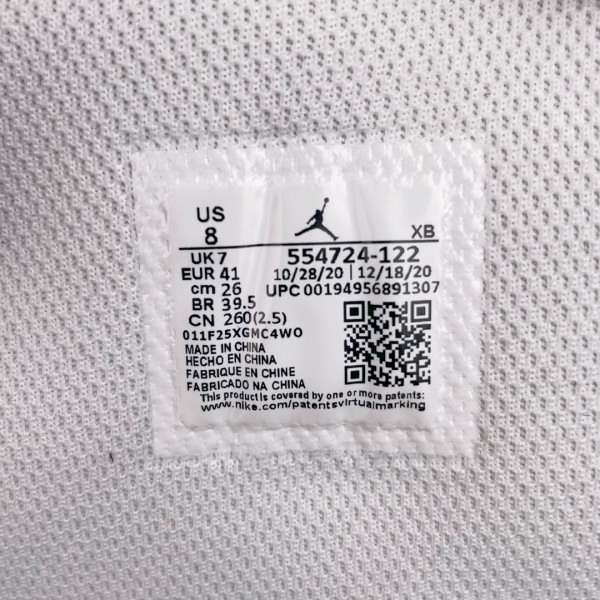 US
8
XB
UK 7
554724-122
EUR 41
10/28/20 | 12/18/20
cm 26
UPC 00194956891307
BR 39.5
CN 260(2.5)
011F25XGMC4WO
MADE IN CHINA
HECHO EN CHINA
FABRIQUE EN CHINE
FABRICADO NA CHINA
This product is covered by one or more patents:
www.nike.com/patentsvirtualmarking